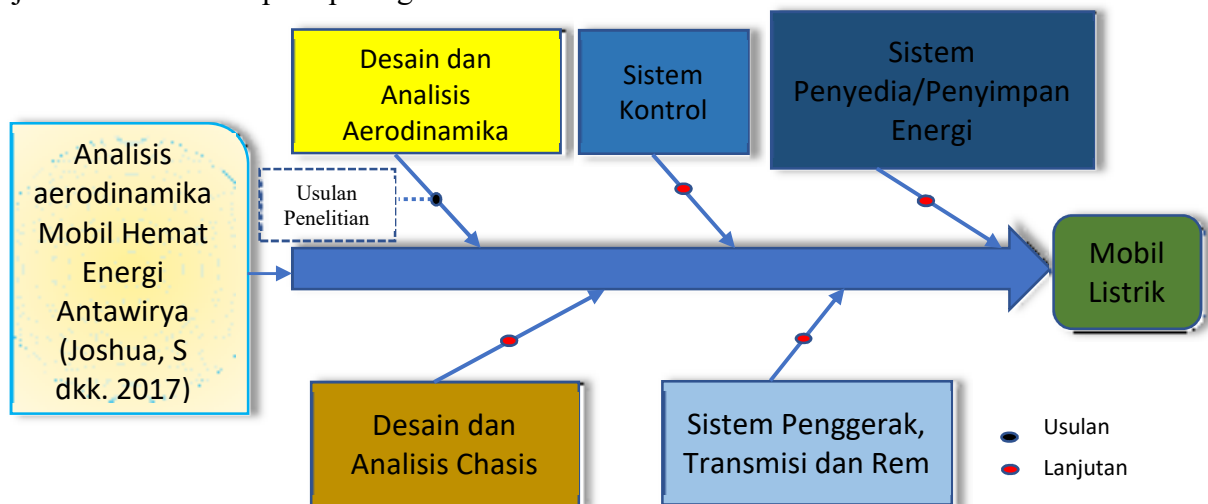 Desain dan
Analisis
Aerodinamika
Sistem
Kontrol
Sistem
Penyedia/Penyimpan
Energi
Analisis
aerodinamika
Mobil Hemat
Energi
Antawirya
(Joshua, S
dkk. 2017)
Usulan
Penelitian
Mobil
Listrik
Desain dan
Analisis Chasis
Sistem Penggerak,
Transmisi dan Rem
Usulan
Lanjutan